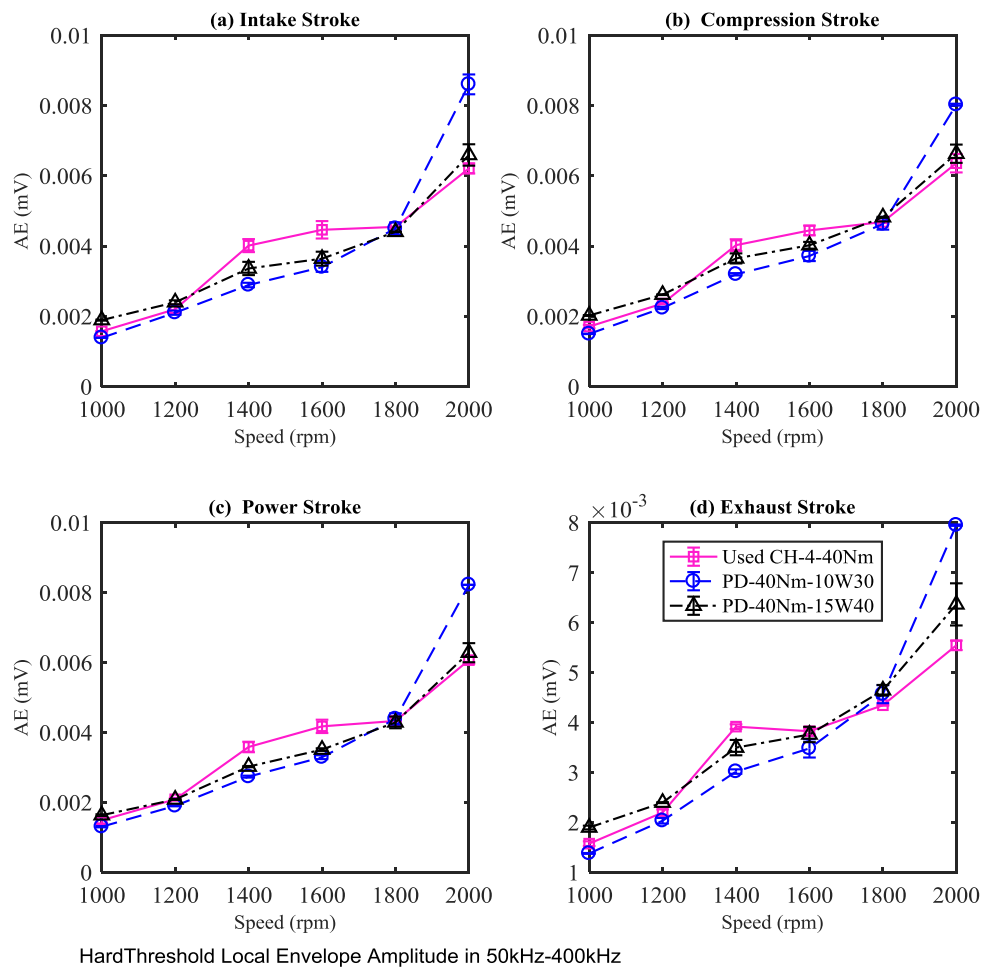 (a) Intake Stroke
0.01
0.008
0.006
0.004
0.002
0
AE (mV)
1000 1200 1400 1600 1800 2000
Speed (rpm)
(b) Compression Stroke
0.01
0.008
0.006
0.004
0.002
0
AE (mV)
1000 1200 1400 1600 1800 2000
Speed (rpm)
(c) Power Stroke
0.01
0.008
0.006
0.004
0.002
0
AE (mV)
1000 1200 1400 1600 1800 2000
Speed (rpm)
×10⁻³
(d) Exhaust Stroke
8
7
6
5
4
3
2
1
AE (mV)
Used CH-4-40Nm
PD-40Nm-10W30
PD-40Nm-15W40
1000 1200 1400 1600 1800 2000
Speed (rpm)
HardThreshold Local Envelope Amplitude in 50kHz-400kHz